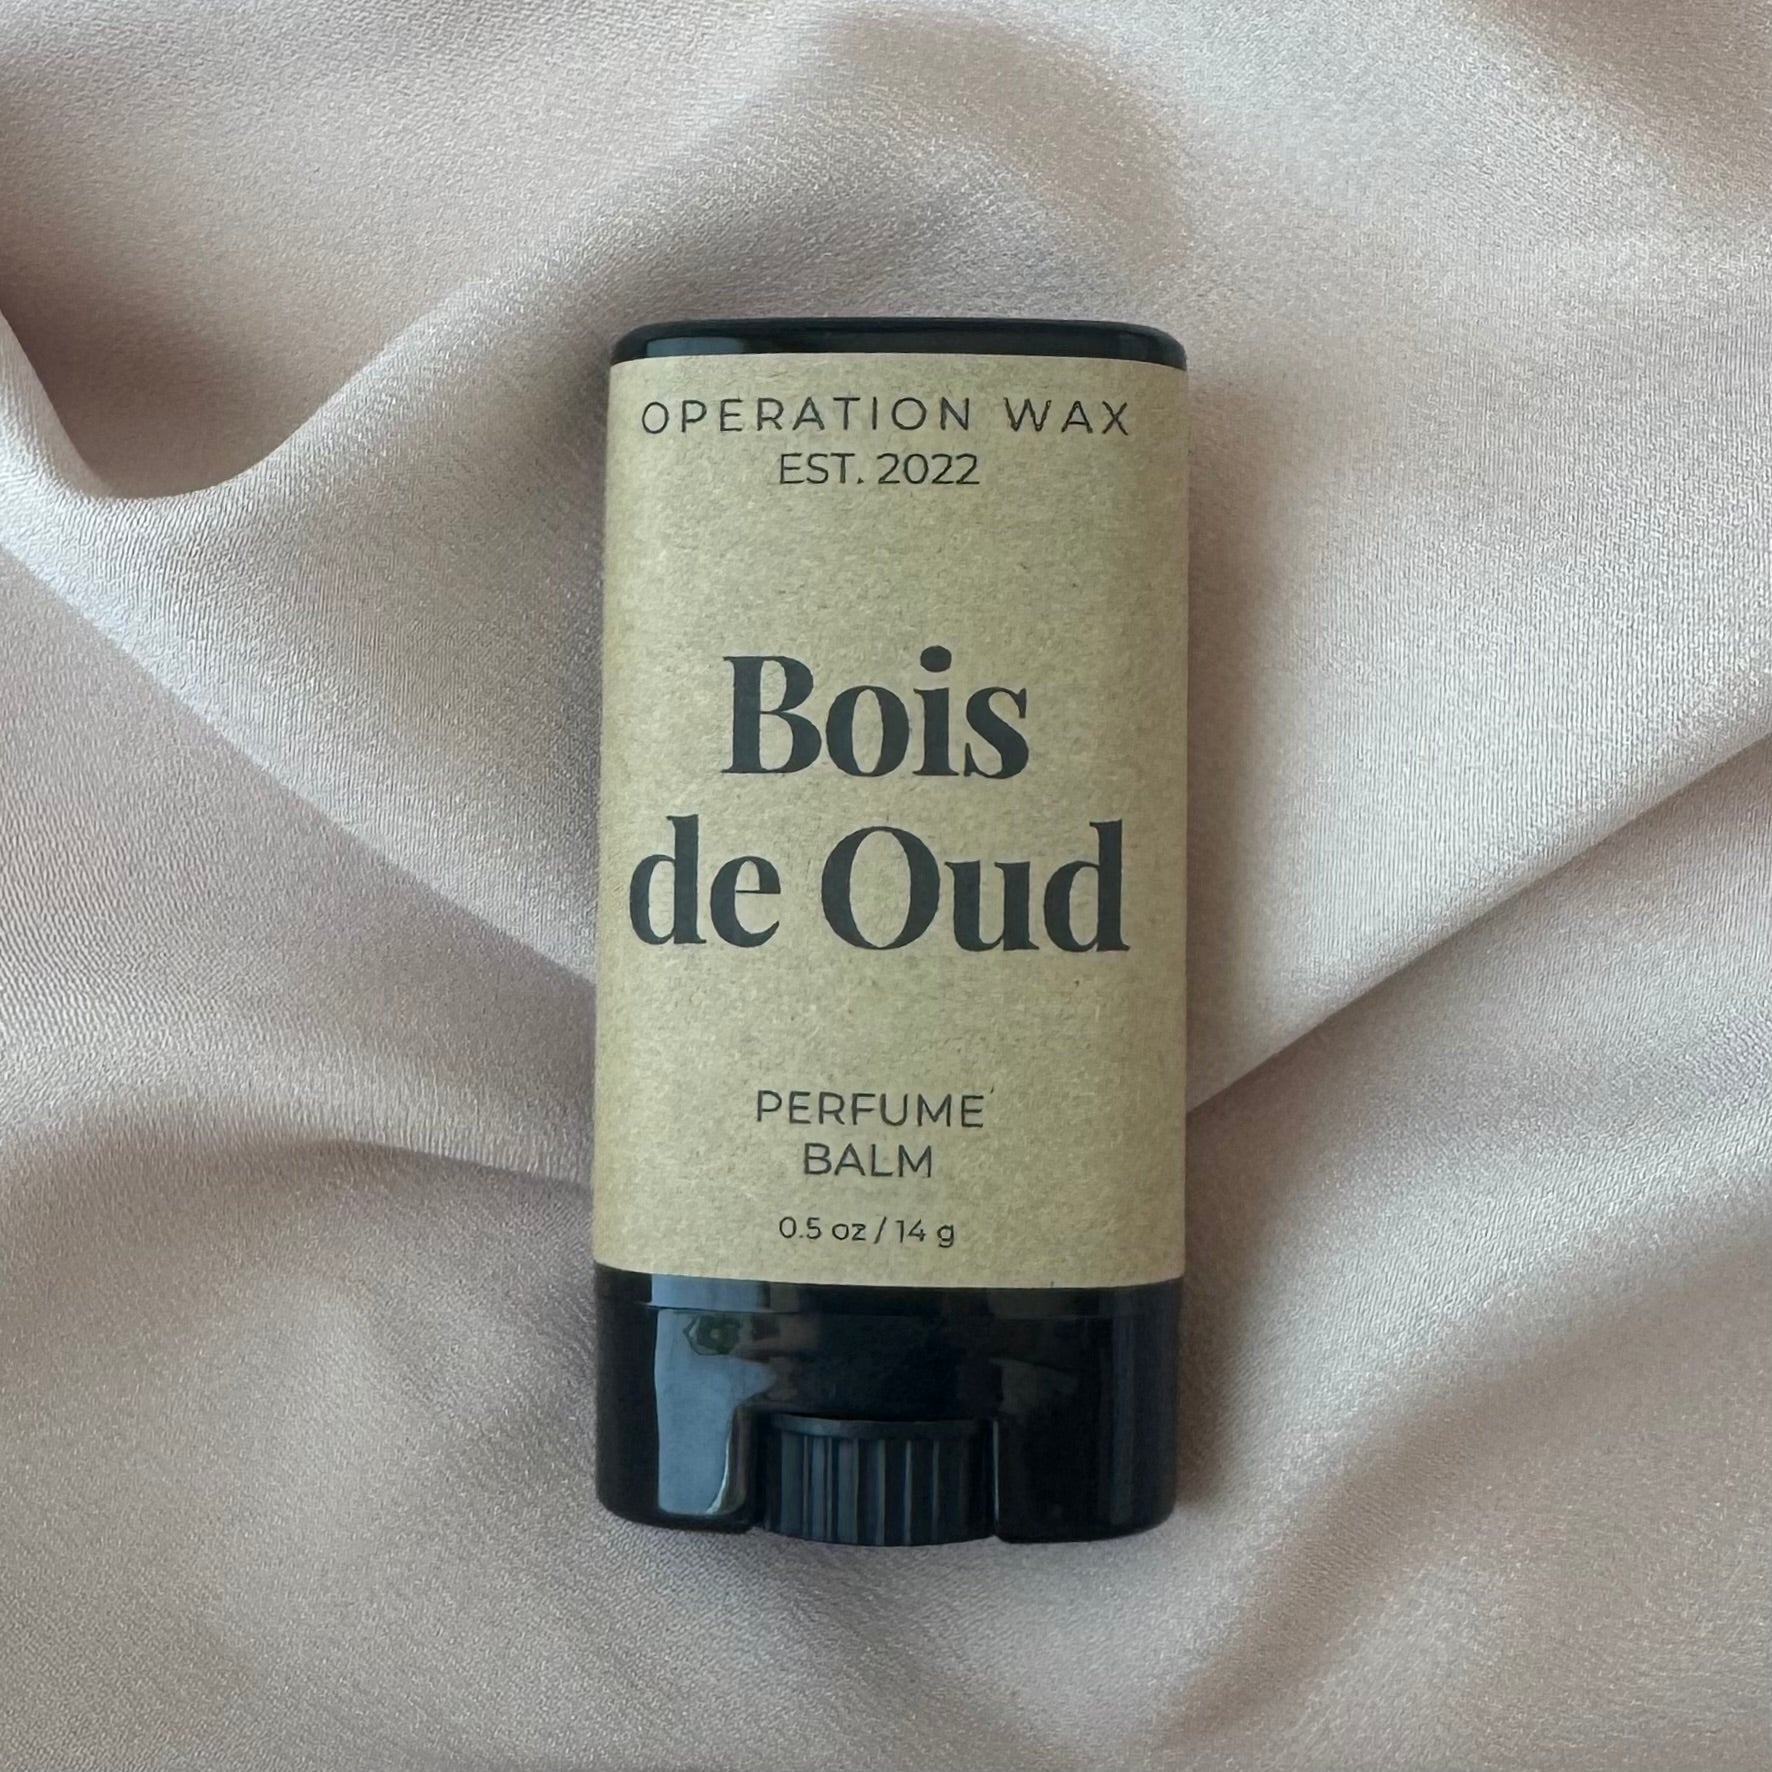 OPERATION WAX
EST. 2022
Bois
de Oud
PERFUME
BALM
0.5 oz / 14 g